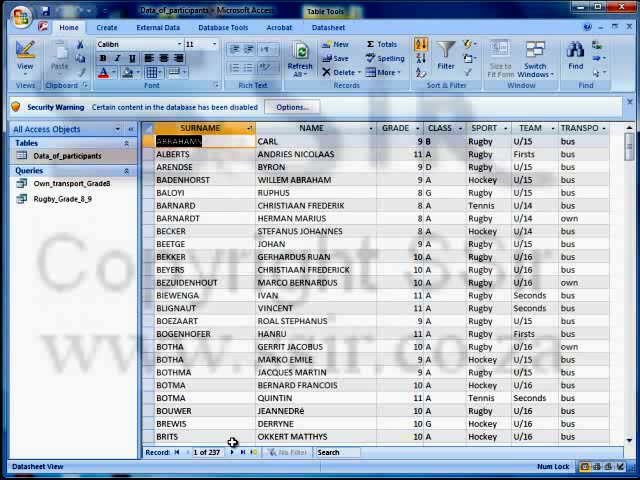 Data_of_participants - Microsoft Access
Table Tools
Home Create External Data Database Tools Acrobat Datasheet
View Paste Calibri 11 Refresh All New Save Delete Totals Spelling More Filter Size to Fit Form Switch Windows Find
Views Clipboard Font Rich Text Records Sort & Filter Window Find
Security Warning Certain content in the database has been disabled Options...
All Access Objects
Tables
Data_of_participants
Queries
Own_transport_Grade8
Rugby_Grade_8_9
SURNAME NAME GRADE CLASS SPORT TEAM TRANSPO
ABRAHAMS CARL 9 B Rugby U/15 bus
ALBERTS ANDRIES NICOLAAS 11 A Rugby Firsts bus
ARENDSE BYRON 9 D Rugby U/15 bus
BADENHORST WILLEM ABRAHAM 9 A Hockey U/15 bus
BALOYI RUPHUS 8 G Rugby U/15 bus
BARNARD CHRISTIAAN FREDERIK 8 A Tennis U/14 bus
BARNARDT HERMAN MARIUS 8 A Rugby U/14 own
BECKER STEFANUS JOHANNES 8 A Hockey U/14 bus
BEETGE JOHAN 9 A Rugby U/15 bus
BEKKER GERHARDUS RUAN 10 A Rugby U/16 bus
BEYERS CHRISTIAAN FREDERICK 10 A Rugby U/16 bus
BEZUIDENHOUT MARCO BERNARDUS 10 A Rugby U/16 own
BIEWENGA IVAN 11 A Rugby Seconds bus
BLIGNAUT VINCENT 11 A Rugby Seconds bus
BOEZAART ROAL STEPHANUS 9 A Rugby U/15 bus
BOGENHOFER HANRU 11 A Rugby Firsts bus
BOTHA GERRIT JACOBUS 10 A Rugby U/16 own
BOTHA MARKO EMILE 9 A Hockey U/15 bus
BOTHMA JACQUES MARTIN 9 A Rugby U/15 bus
BOTMA BERNARD FRANCOIS 10 A Hockey U/16 bus
BOTMA QUINTIN 11 A Tennis Seconds bus
BOUWER JEANNEDRé 10 A Rugby U/16 bus
BREWIS DERRYNE 10 G Rugby U/16 bus
BRITS OKKERT MATTHYS 10 A Hockey U/16 bus
Record: 1 of 237 No Filter Search
Datasheet View Num Lock
Copyright SSIr
www.ssir.co.za